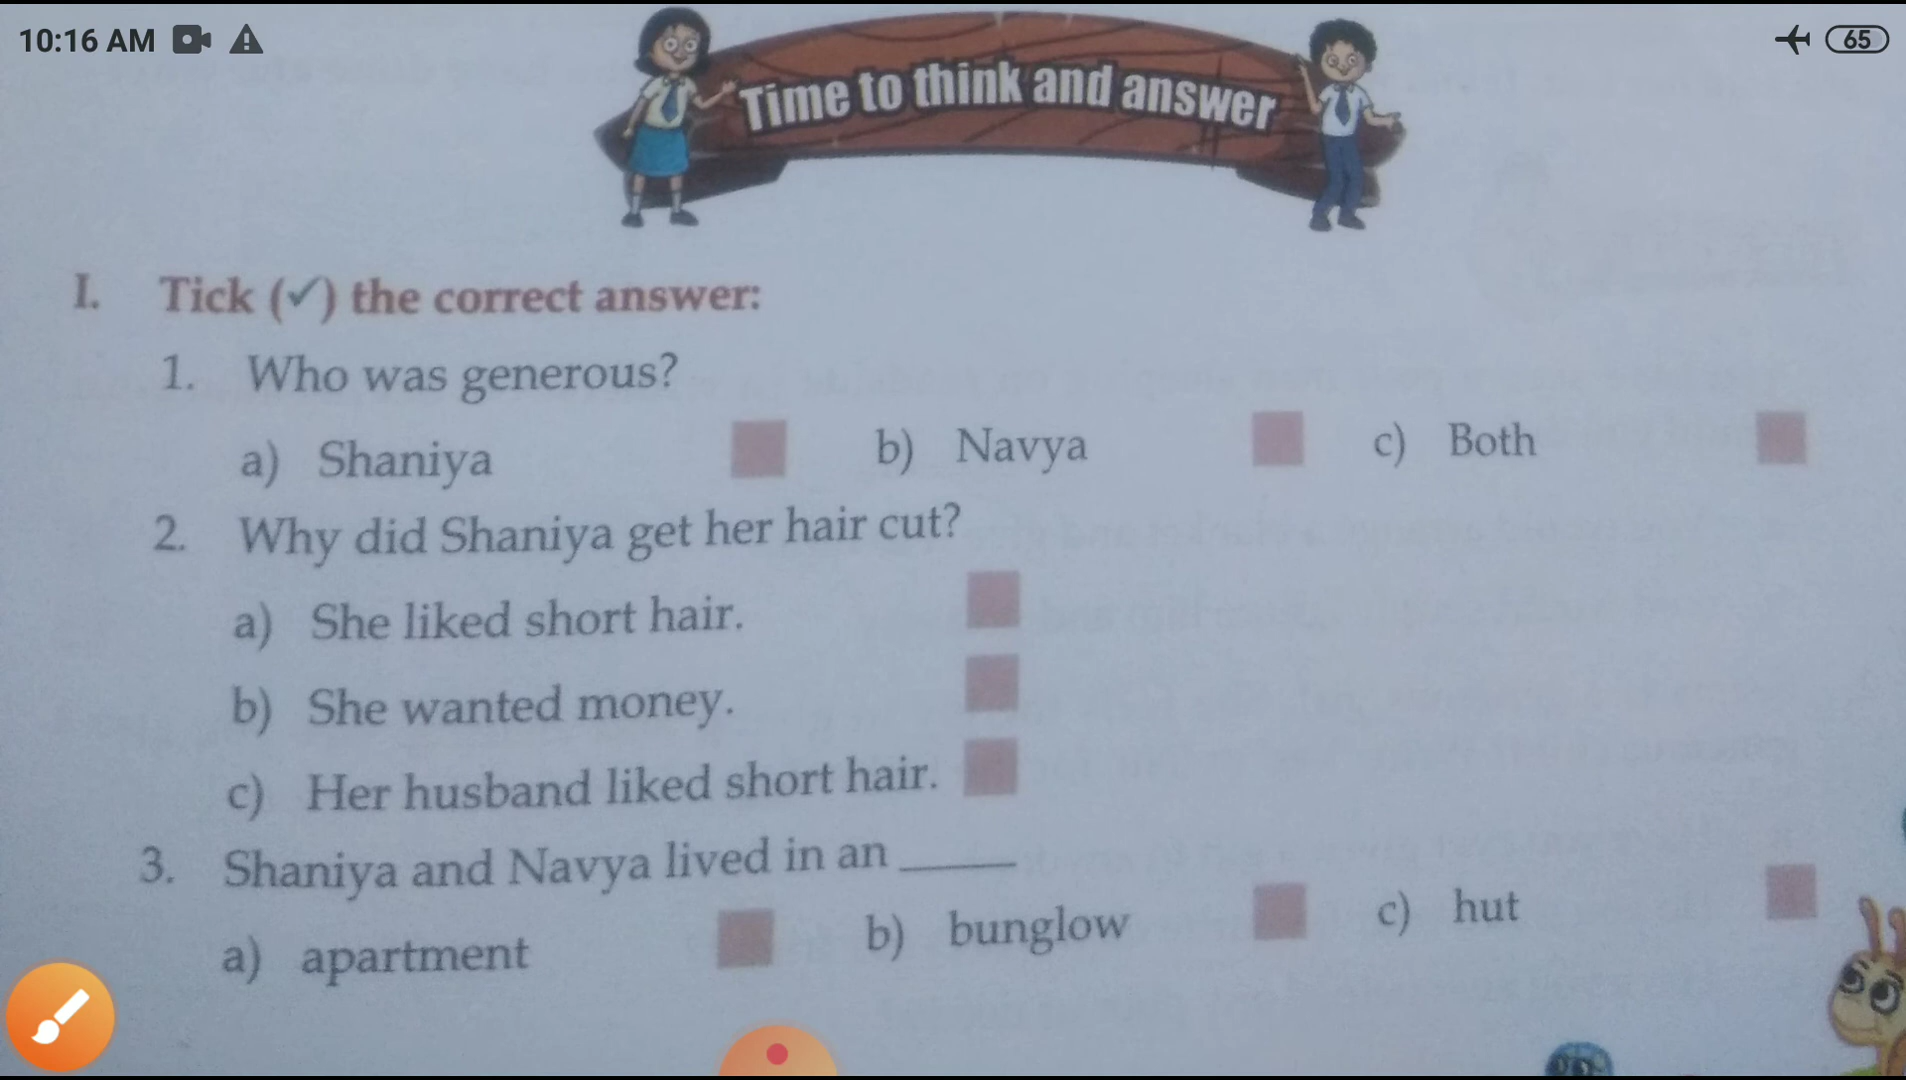 10:16 AM
65
Time to think and answer
I. Tick (✓) the correct answer:
1. Who was generous?
a) Shaniya b) Navya c) Both
2. Why did Shaniya get her hair cut?
a) She liked short hair.
b) She wanted money.
c) Her husband liked short hair.
3. Shaniya and Navya lived in an _____
a) apartment b) bunglow c) hut